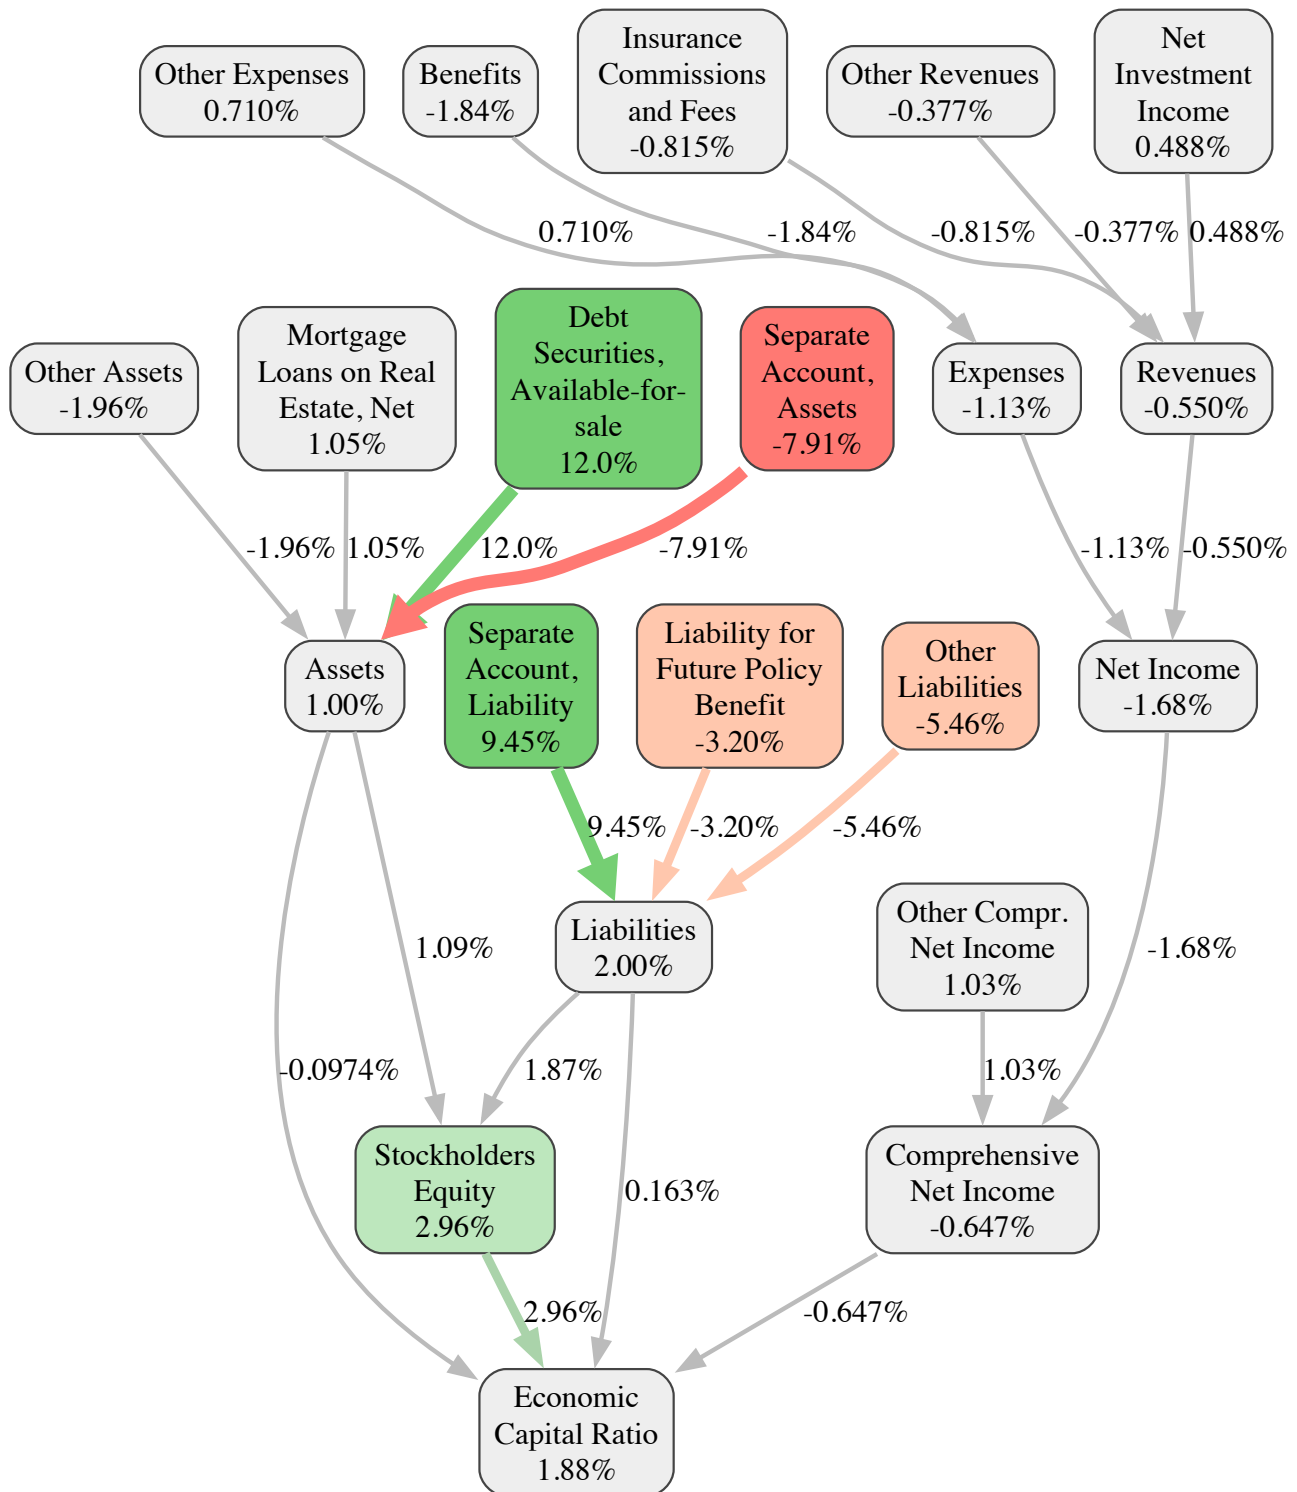 Other Expenses
0.710%
Benefits
-1.84%
Insurance
Commissions
and Fees
-0.815%
Other Revenues
-0.377%
Net
Investment
Income
0.488%
0.710%
-1.84%
-0.815%
-0.377%
0.488%
Other Assets
-1.96%
Mortgage
Loans on Real
Estate, Net
1.05%
Debt
Securities,
Available-for-
sale
12.0%
Separate
Account,
Assets
-7.91%
Expenses
-1.13%
Revenues
-0.550%
-1.96%
1.05%
12.0%
-7.91%
-1.13%
-0.550%
Assets
1.00%
Separate
Account,
Liability
9.45%
Liability for
Future Policy
Benefit
-3.20%
Other
Liabilities
-5.46%
Net Income
-1.68%
9.45%
-3.20%
-5.46%
Liabilities
2.00%
Other Compr.
Net Income
1.03%
1.09%
-1.68%
-0.0974%
1.87%
1.03%
Stockholders
Equity
2.96%
0.163%
Comprehensive
Net Income
-0.647%
2.96%
-0.647%
Economic
Capital Ratio
1.88%